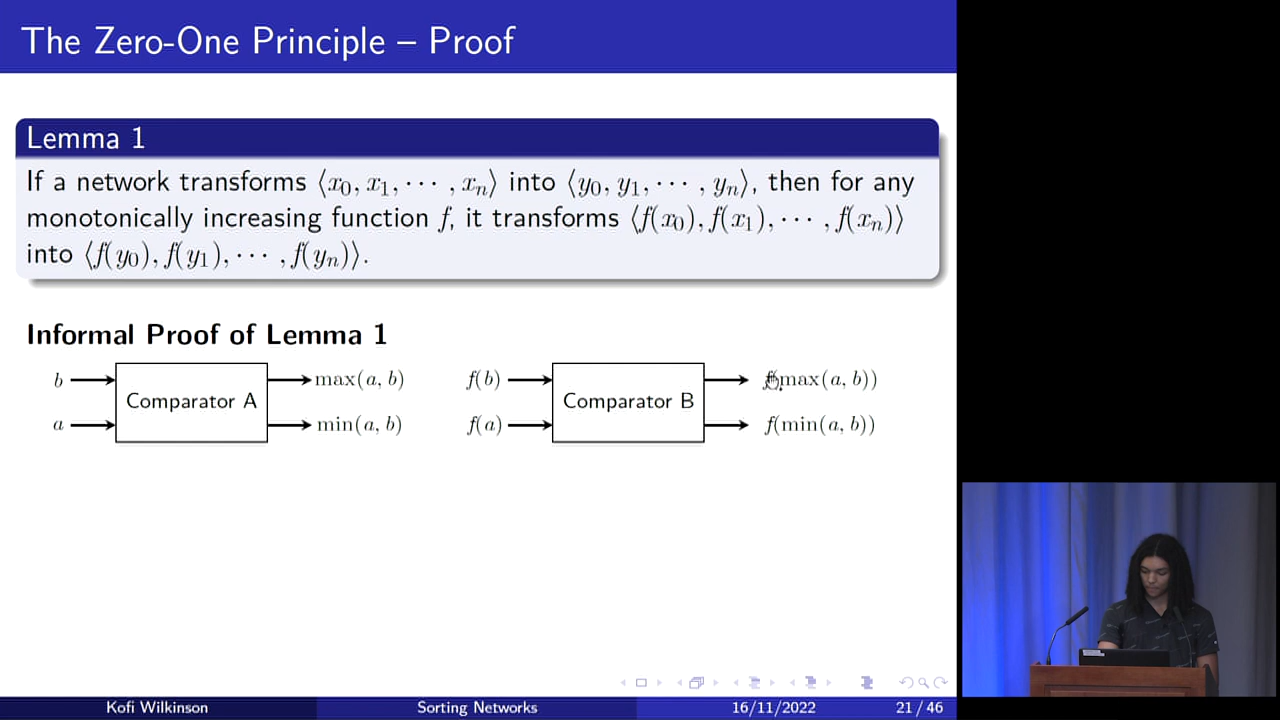 The Zero-One Principle – Proof
Lemma 1
If a network transforms ⟨x₀, x₁, ⋯ , xₙ⟩ into ⟨y₀, y₁, ⋯ , yₙ⟩, then for any
monotonically increasing function f, it transforms ⟨f(x₀), f(x₁), ⋯ , f(xₙ)⟩
into ⟨f(y₀), f(y₁), ⋯ , f(yₙ)⟩.
Informal Proof of Lemma 1
b
max(a, b)
Comparator A
a
min(a, b)
f(b)
f(max(a, b))
Comparator B
f(a)
f(min(a, b))
Kofi Wilkinson
Sorting Networks
16/11/2022
21 / 46